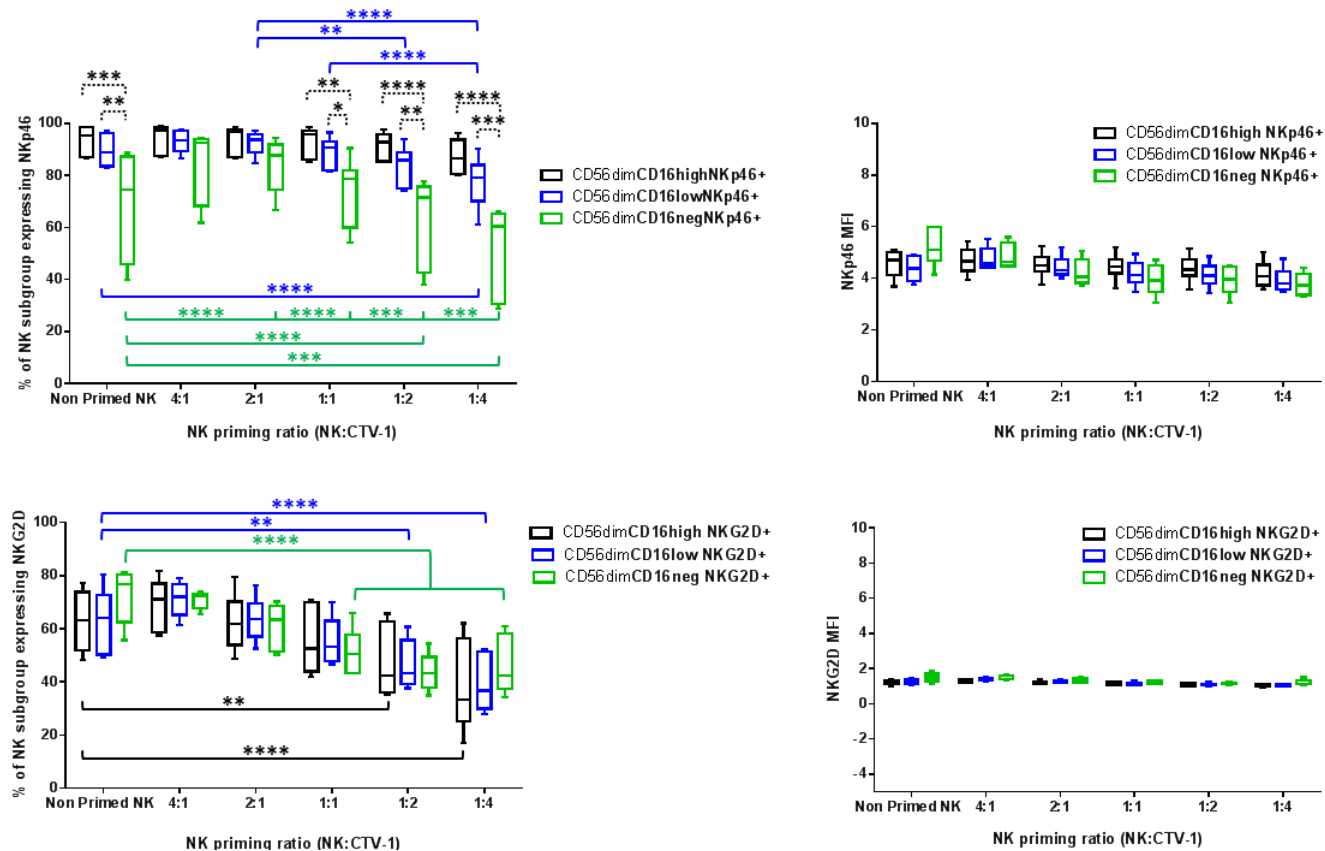 ****
**
****
*** ** **** ****
** * ** ***
100
80
60
40
20
0
% of NK subgroup expressing NKp46
CD56dimCD16highNKp46+
CD56dimCD16lowNKp46+
CD56dimCD16negNKp46+
****
**** **** *** ***
****
***
Non Primed NK 4:1 2:1 1:1 1:2 1:4
NK priming ratio (NK:CTV-1)
CD56dimCD16high NKp46+
CD56dimCD16low NKp46+
CD56dimCD16neg NKp46+
10
8
6
4
2
0
NKp46 MFI
Non Primed NK 4:1 2:1 1:1 1:2 1:4
NK priming ratio (NK:CTV-1)
****
**
****
100
80
60
40
20
0
% of NK subgroup expressing NKG2D
CD56dimCD16high NKG2D+
CD56dimCD16low NKG2D+
CD56dimCD16neg NKG2D+
**
****
Non Primed NK 4:1 2:1 1:1 1:2 1:4
NK priming ratio (NK:CTV-1)
CD56dimCD16high NKG2D+
CD56dimCD16low NKG2D+
CD56dimCD16neg NKG2D+
10
8
6
4
2
0
-2
-4
NKG2D MFI
Non Primed NK 4:1 2:1 1:1 1:2 1:4
NK priming ratio (NK:CTV-1)